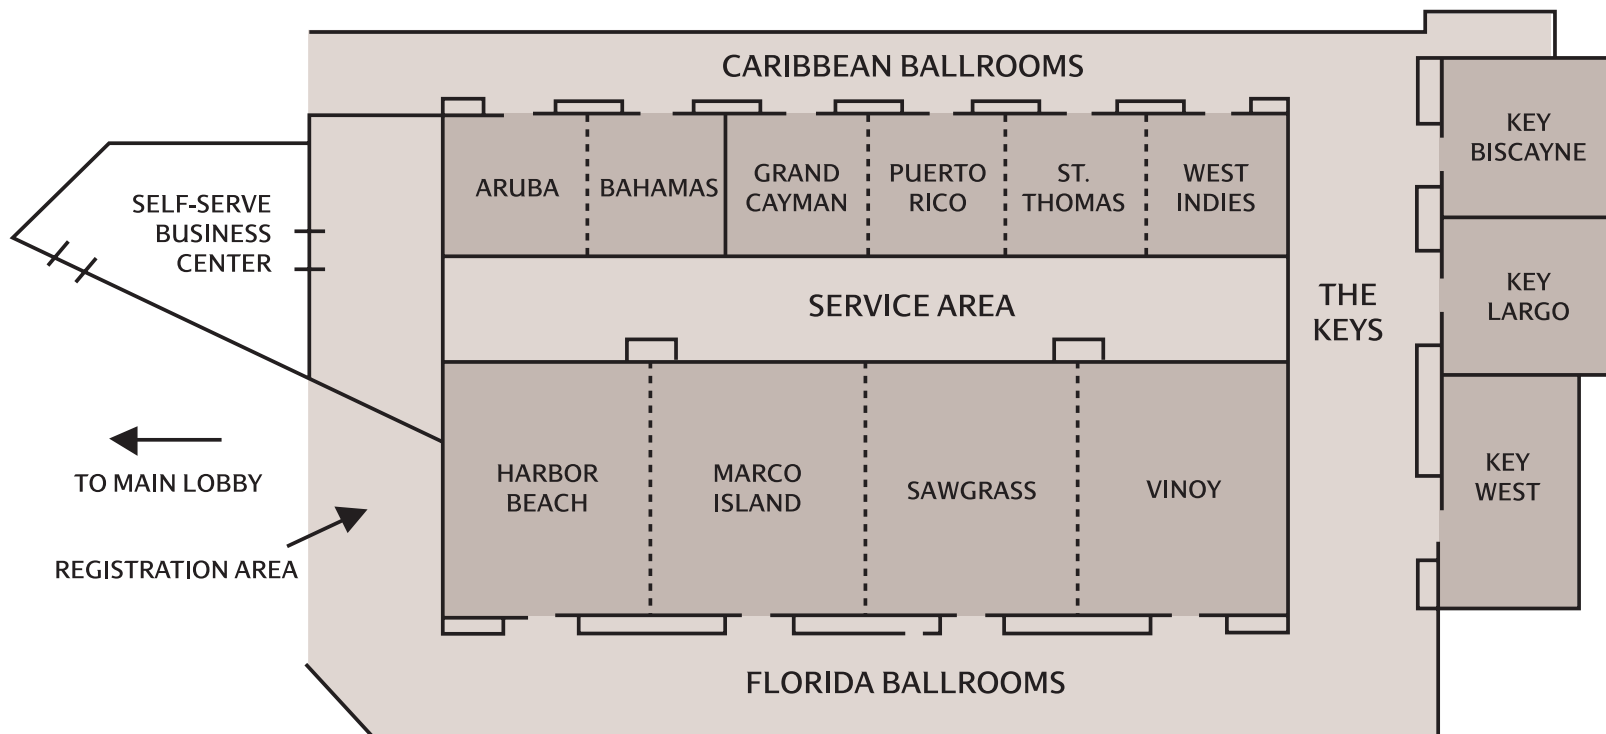 CARIBBEAN BALLROOMS
ARUBA
BAHAMAS
GRAND
CAYMAN
PUERTO
RICO
ST.
THOMAS
WEST
INDIES
KEY
BISCAYNE
SELF-SERVE
BUSINESS
CENTER
SERVICE AREA
THE
KEYS
KEY
LARGO
TO MAIN LOBBY
HARBOR
BEACH
MARCO
ISLAND
SAWGRASS
VINOY
KEY
WEST
REGISTRATION AREA
FLORIDA BALLROOMS